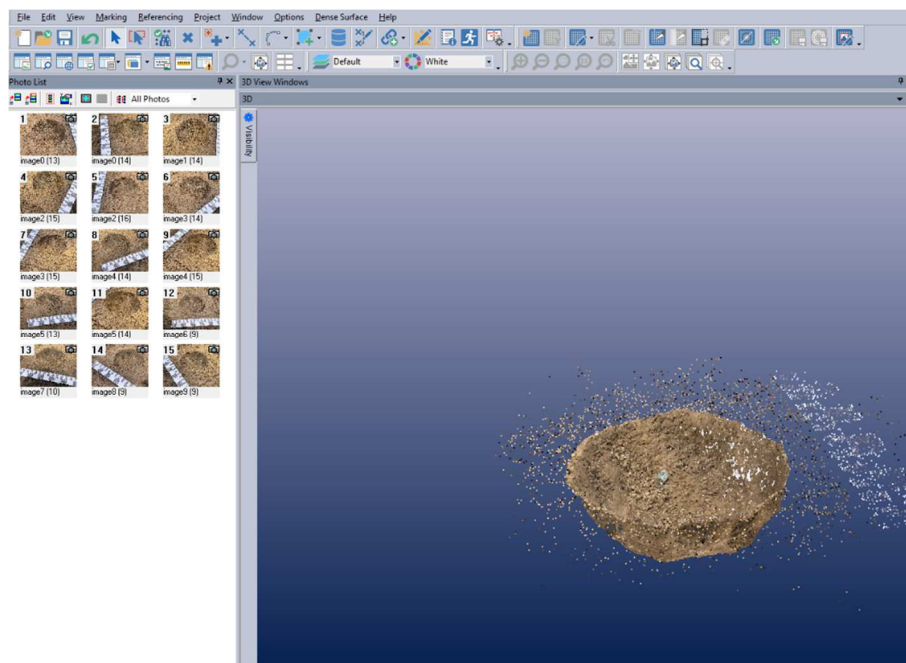 File Edit View Marking Referencing Project Window Options Dense Surface Help
Default White
Photo List
3D View Windows
All Photos
3D
Visibility
1 2 3
image0 (13) image0 (14) image1 (14)
4 5 6
image2 (15) image2 (16) image3 (14)
7 8 9
image3 (15) image4 (14) image4 (15)
10 11 12
image5 (13) image5 (14) image6 (9)
13 14 15
image7 (10) image8 (9) image9 (9)